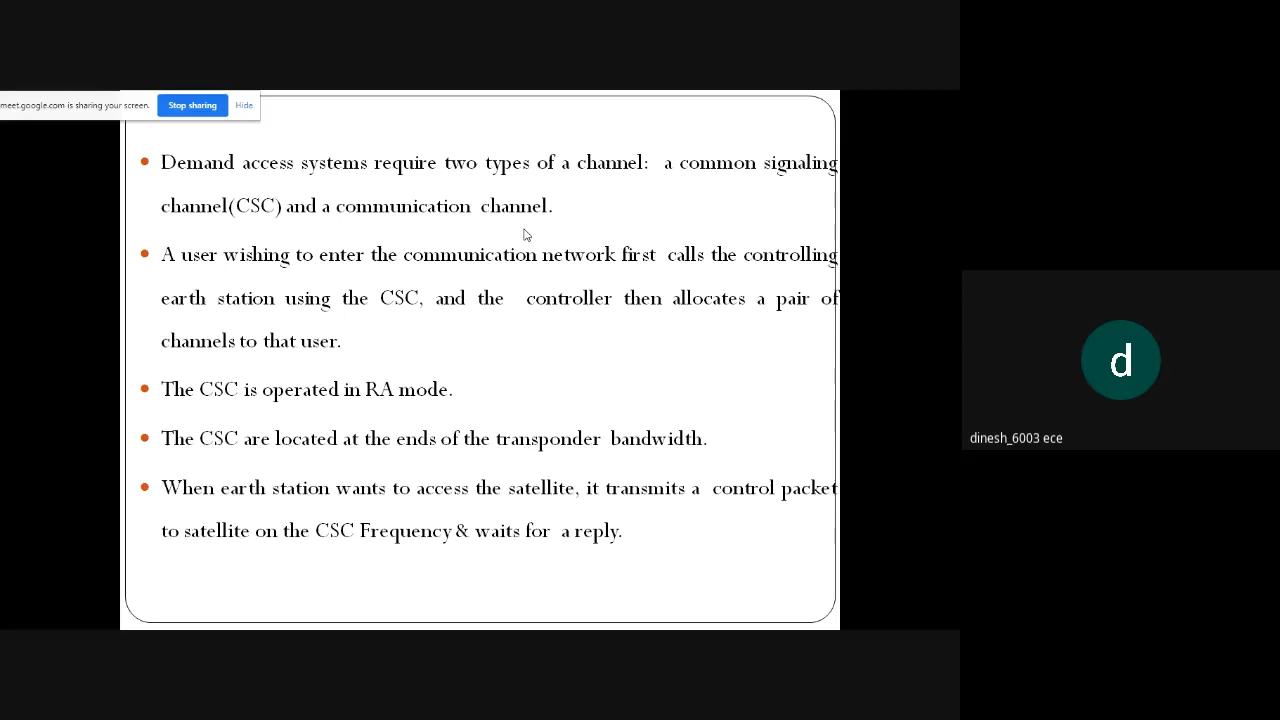 meet.google.com is sharing your screen. Stop sharing Hide
Demand access systems require two types of a channel: a common signaling
channel(CSC) and a communication channel.
A user wishing to enter the communication network first calls the controlling
earth station using the CSC, and the controller then allocates a pair of
channels to that user.
The CSC is operated in RA mode.
The CSC are located at the ends of the transponder bandwidth.
When earth station wants to access the satellite, it transmits a control packet
to satellite on the CSC Frequency & waits for a reply.
d
dinesh_6003 ece